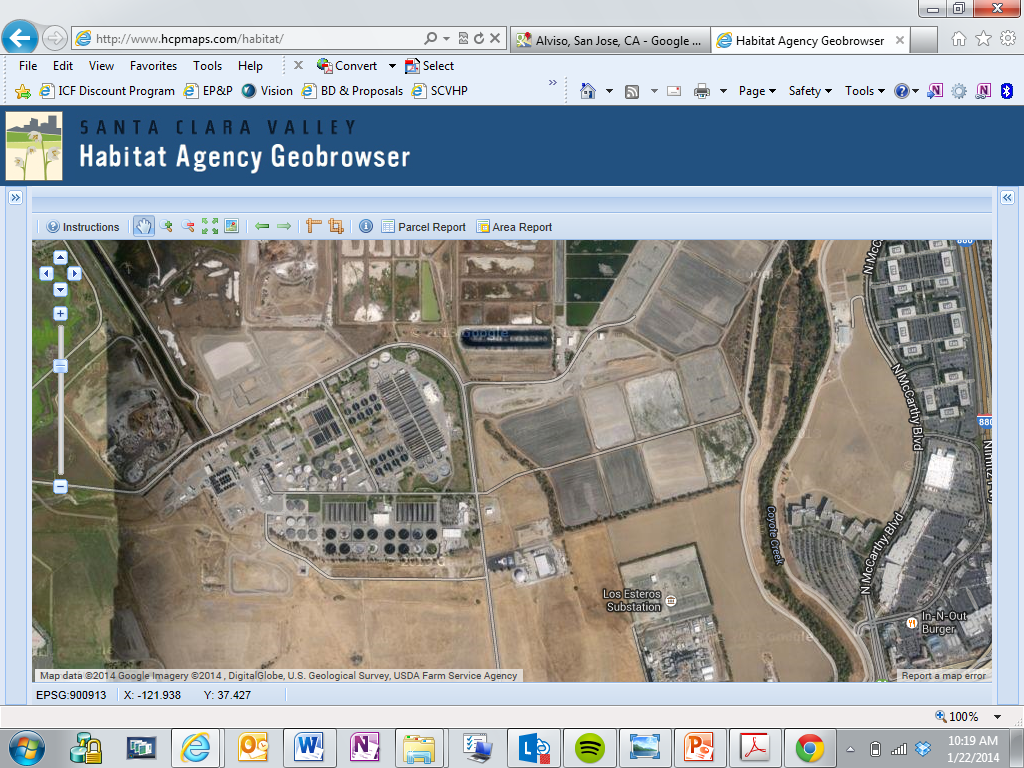 http://www.hcpmaps.com/habitat/
Alviso, San Jose, CA - Google ...
Habitat Agency Geobrowser
File Edit View Favorites Tools Help
Convert
Select
ICF Discount Program
EP&P
Vision
BD & Proposals
SCVHP
Page
Safety
Tools
SANTA CLARA VALLEY
Habitat Agency Geobrowser
Instructions
Parcel Report
Area Report
880
N McCarthy Blvd
880
Coyote Creek
N McCarthy Blvd
Los Esteros
Substation
In-N-Out
Burger
Map data ©2014 Google Imagery ©2014 , DigitalGlobe, U.S. Geological Survey, USDA Farm Service Agency
Report a map error
EPSG:900913
X: -121.938
Y: 37.427
100%
10:19 AM
1/22/2014